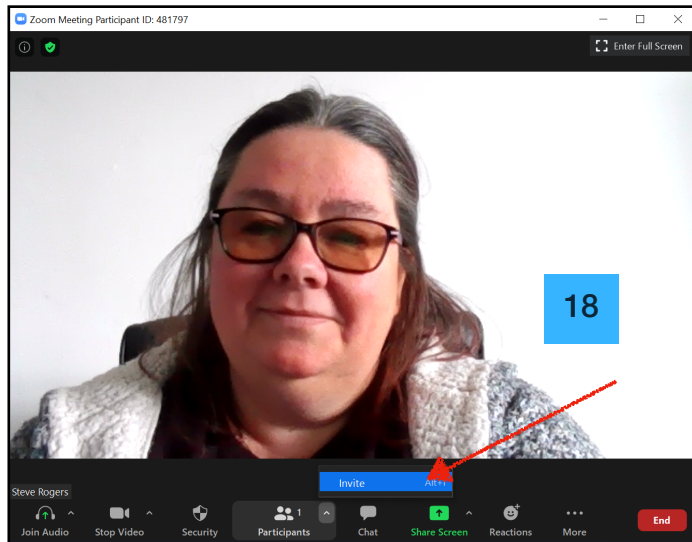 Zoom Meeting Participant ID: 481797
Enter Full Screen
18
Invite Alt+I
Steve Rogers
1
Join Audio Stop Video Security Participants Chat Share Screen Reactions More End